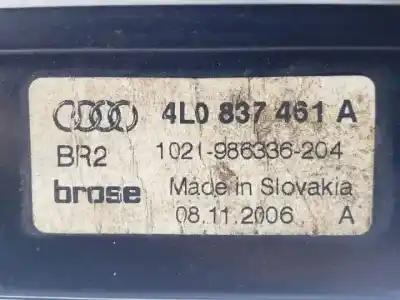 4L0 837 461 A
BR2 1021-986336-204
brose Made in Slovakia
08.11.2006 A